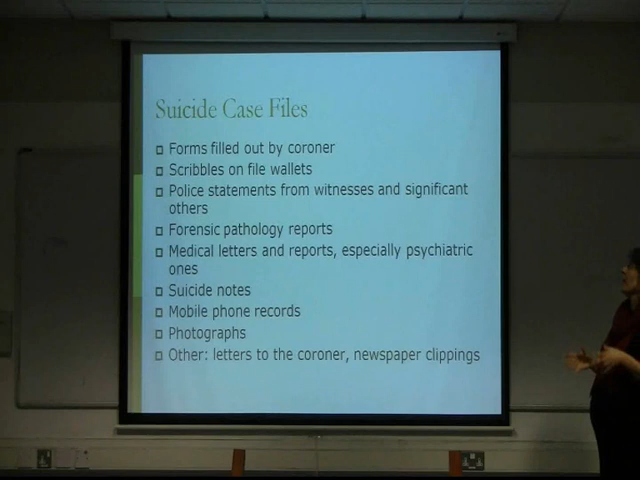 Suicide Case Files
Forms filled out by coroner
Scribbles on file wallets
Police statements from witnesses and significant
others
Forensic pathology reports
Medical letters and reports, especially psychiatric
ones
Suicide notes
Mobile phone records
Photographs
Other: letters to the coroner, newspaper clippings